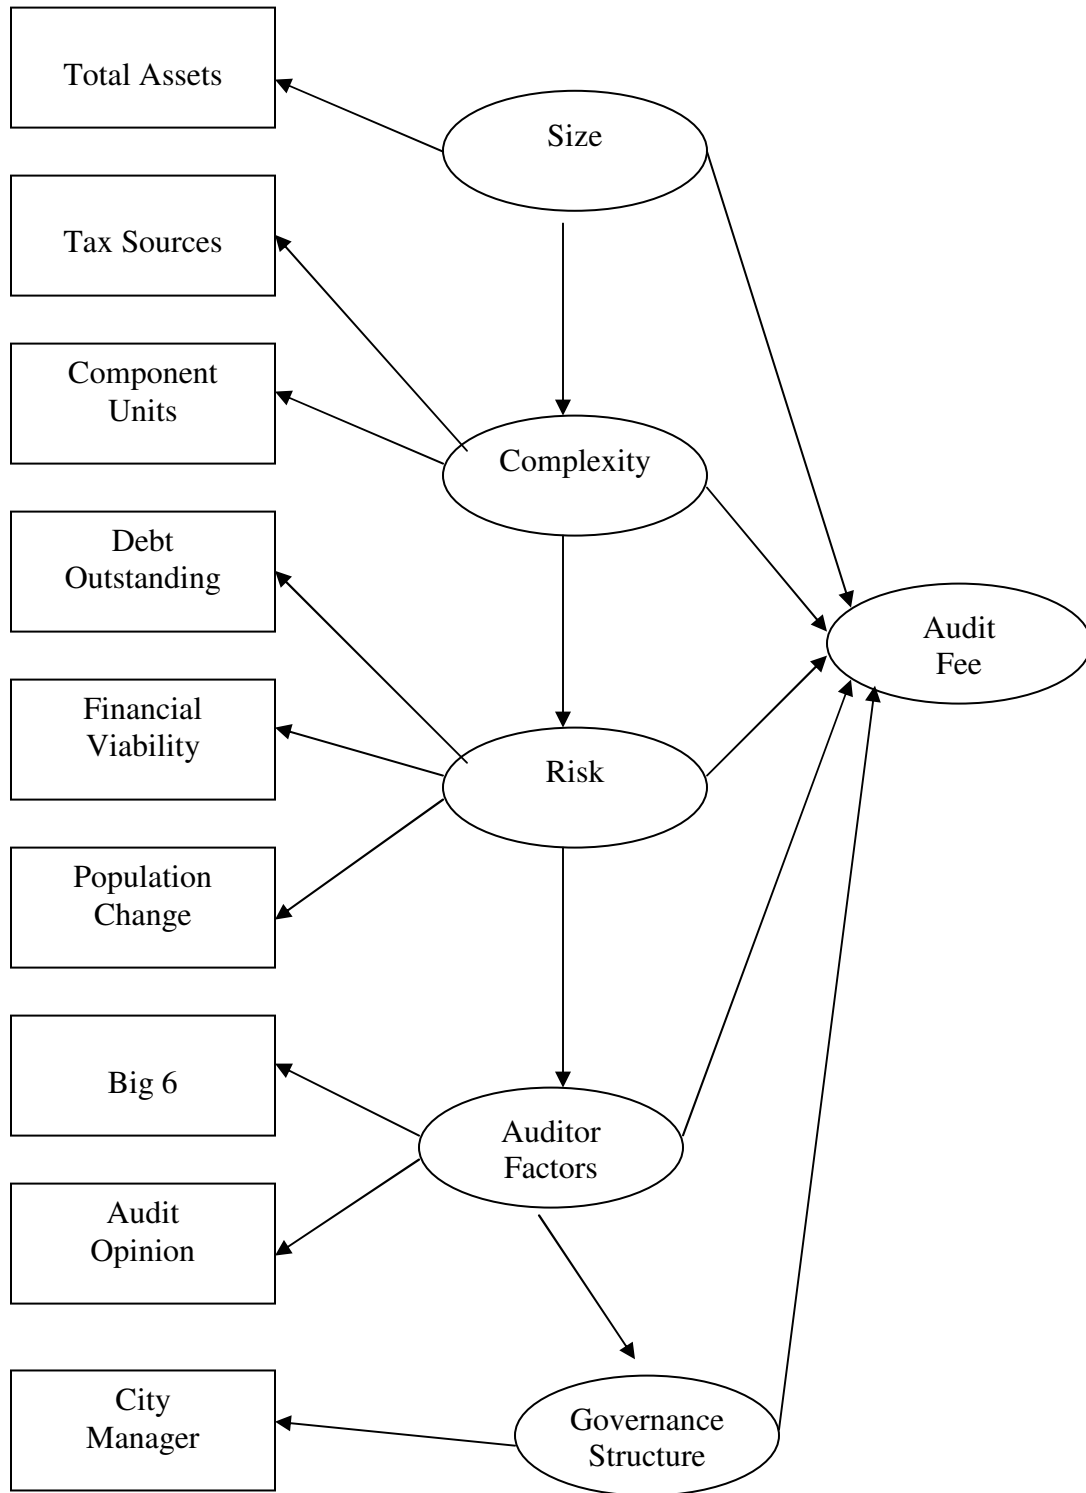 Total Assets
Size
Tax Sources
Component
Units
Complexity
Debt
Outstanding
Audit
Fee
Financial
Viability
Risk
Population
Change
Big 6
Auditor
Factors
Audit
Opinion
City
Manager
Governance
Structure